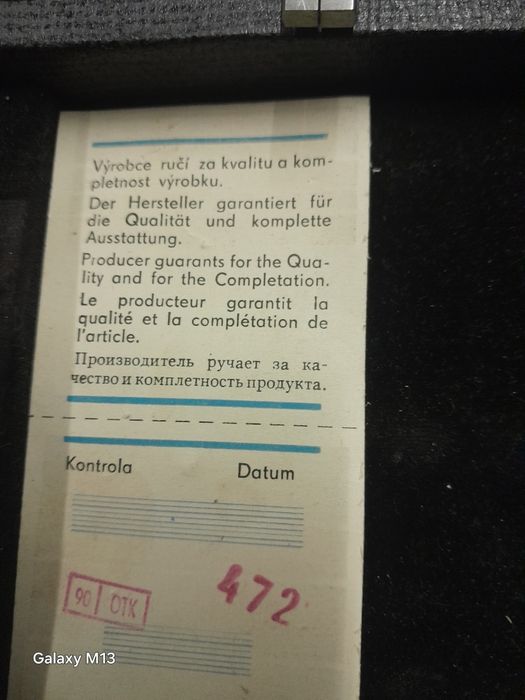 Výrobce ručí za kvalitu a kom-
pletnost výrobku.
Der Hersteller garantiert für
die Qualität und komplette
Ausstattung.
Producer guarants for the Qua-
lity and for the Completation.
Le producteur garantit la
qualité et la complétation de
l'article.
Производитель ручает за ка-
чество и комплетность продукта.
Kontrola Datum
90 OTK 472
Galaxy M13